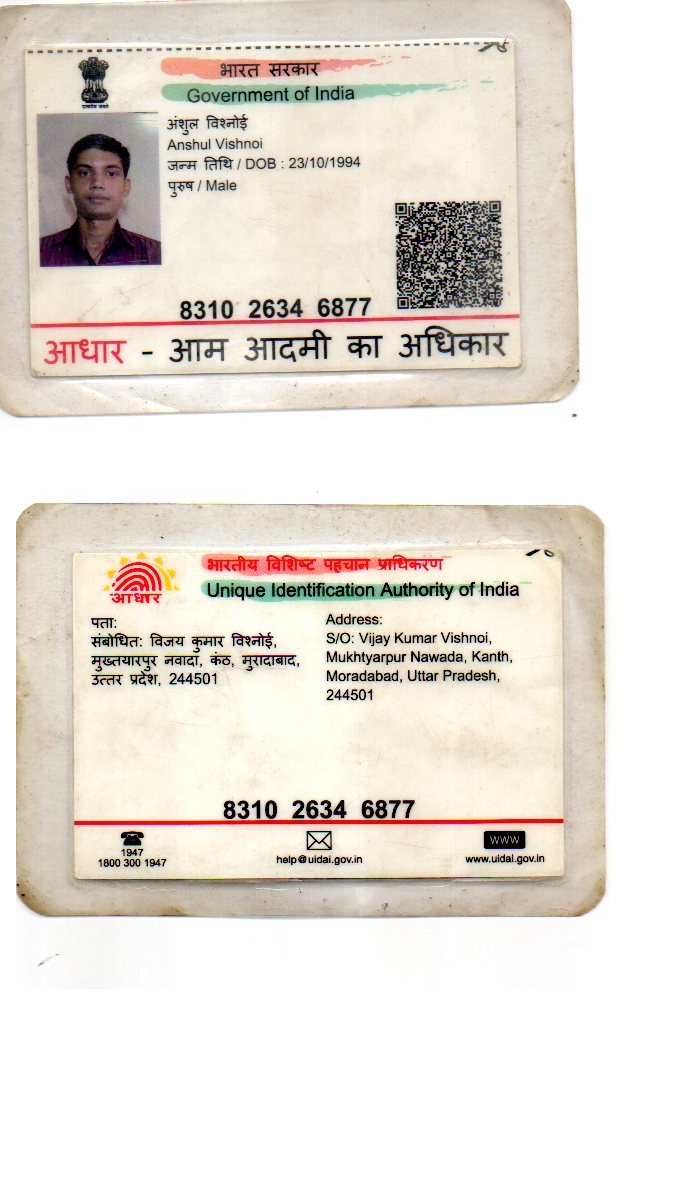 भारत सरकार
Government of India
अंशुल विश्नोई
Anshul Vishnoi
जन्म तिथि / DOB : 23/10/1994
पुरुष / Male
8310 2634 6877
आधार - आम आदमी का अधिकार
भारतीय विशिष्ट पहचान प्राधिकरण
Unique Identification Authority of India
आधार
पता:
संबोधित: विजय कुमार विश्नोई,
मुख्तयारपुर नवादा, कंठ, मुरादाबाद,
उत्तर प्रदेश, 244501
Address:
S/O: Vijay Kumar Vishnoi,
Mukhtyarpur Nawada, Kanth,
Moradabad, Uttar Pradesh,
244501
8310 2634 6877
1947
1800 300 1947
help@uidai.gov.in
www
www.uidai.gov.in